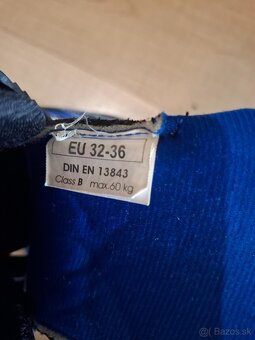 EU 32-36
DIN EN 13843
Class B max.60 kg
© Bazos.sk